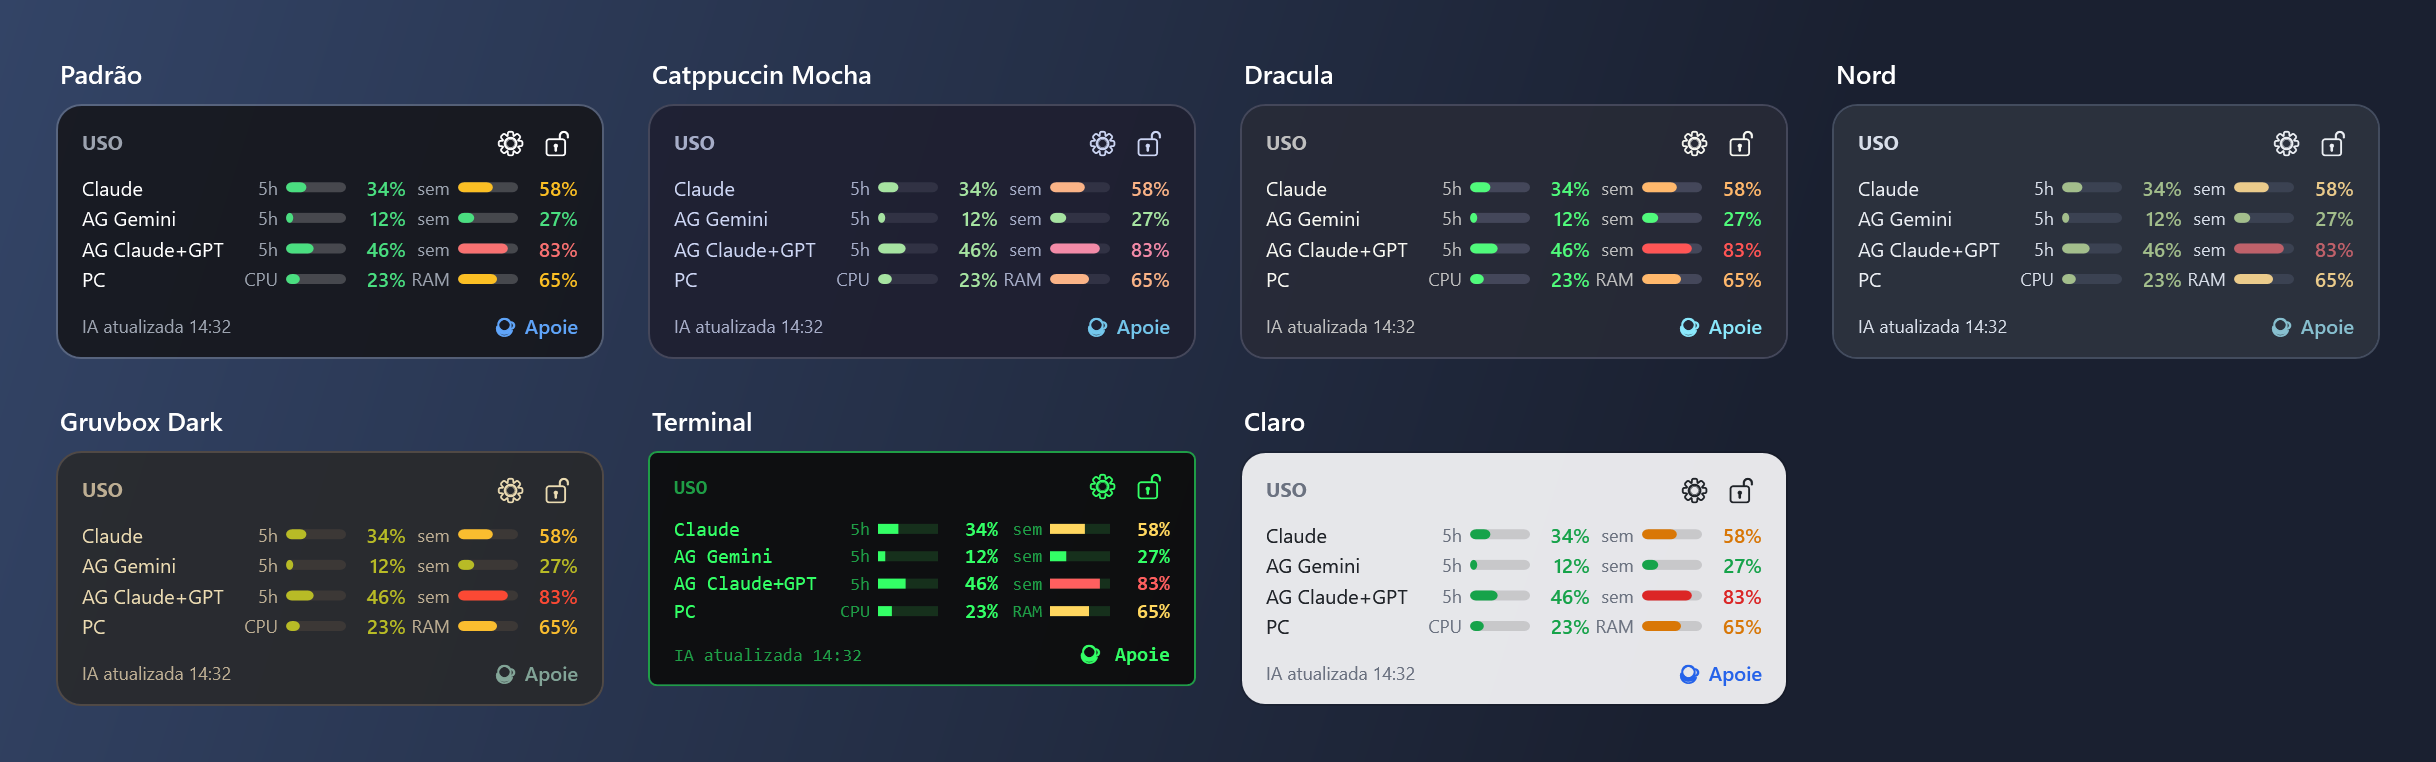 Padrão
USO
Claude 5h 34% sem 58%
AG Gemini 5h 12% sem 27%
AG Claude+GPT 5h 46% sem 83%
PC CPU 23% RAM 65%
IA atualizada 14:32 Apoie
Catppuccin Mocha
USO
Claude 5h 34% sem 58%
AG Gemini 5h 12% sem 27%
AG Claude+GPT 5h 46% sem 83%
PC CPU 23% RAM 65%
IA atualizada 14:32 Apoie
Dracula
USO
Claude 5h 34% sem 58%
AG Gemini 5h 12% sem 27%
AG Claude+GPT 5h 46% sem 83%
PC CPU 23% RAM 65%
IA atualizada 14:32 Apoie
Nord
USO
Claude 5h 34% sem 58%
AG Gemini 5h 12% sem 27%
AG Claude+GPT 5h 46% sem 83%
PC CPU 23% RAM 65%
IA atualizada 14:32 Apoie
Gruvbox Dark
USO
Claude 5h 34% sem 58%
AG Gemini 5h 12% sem 27%
AG Claude+GPT 5h 46% sem 83%
PC CPU 23% RAM 65%
IA atualizada 14:32 Apoie
Terminal
USO
Claude 5h 34% sem 58%
AG Gemini 5h 12% sem 27%
AG Claude+GPT 5h 46% sem 83%
PC CPU 23% RAM 65%
IA atualizada 14:32 Apoie
Claro
USO
Claude 5h 34% sem 58%
AG Gemini 5h 12% sem 27%
AG Claude+GPT 5h 46% sem 83%
PC CPU 23% RAM 65%
IA atualizada 14:32 Apoie